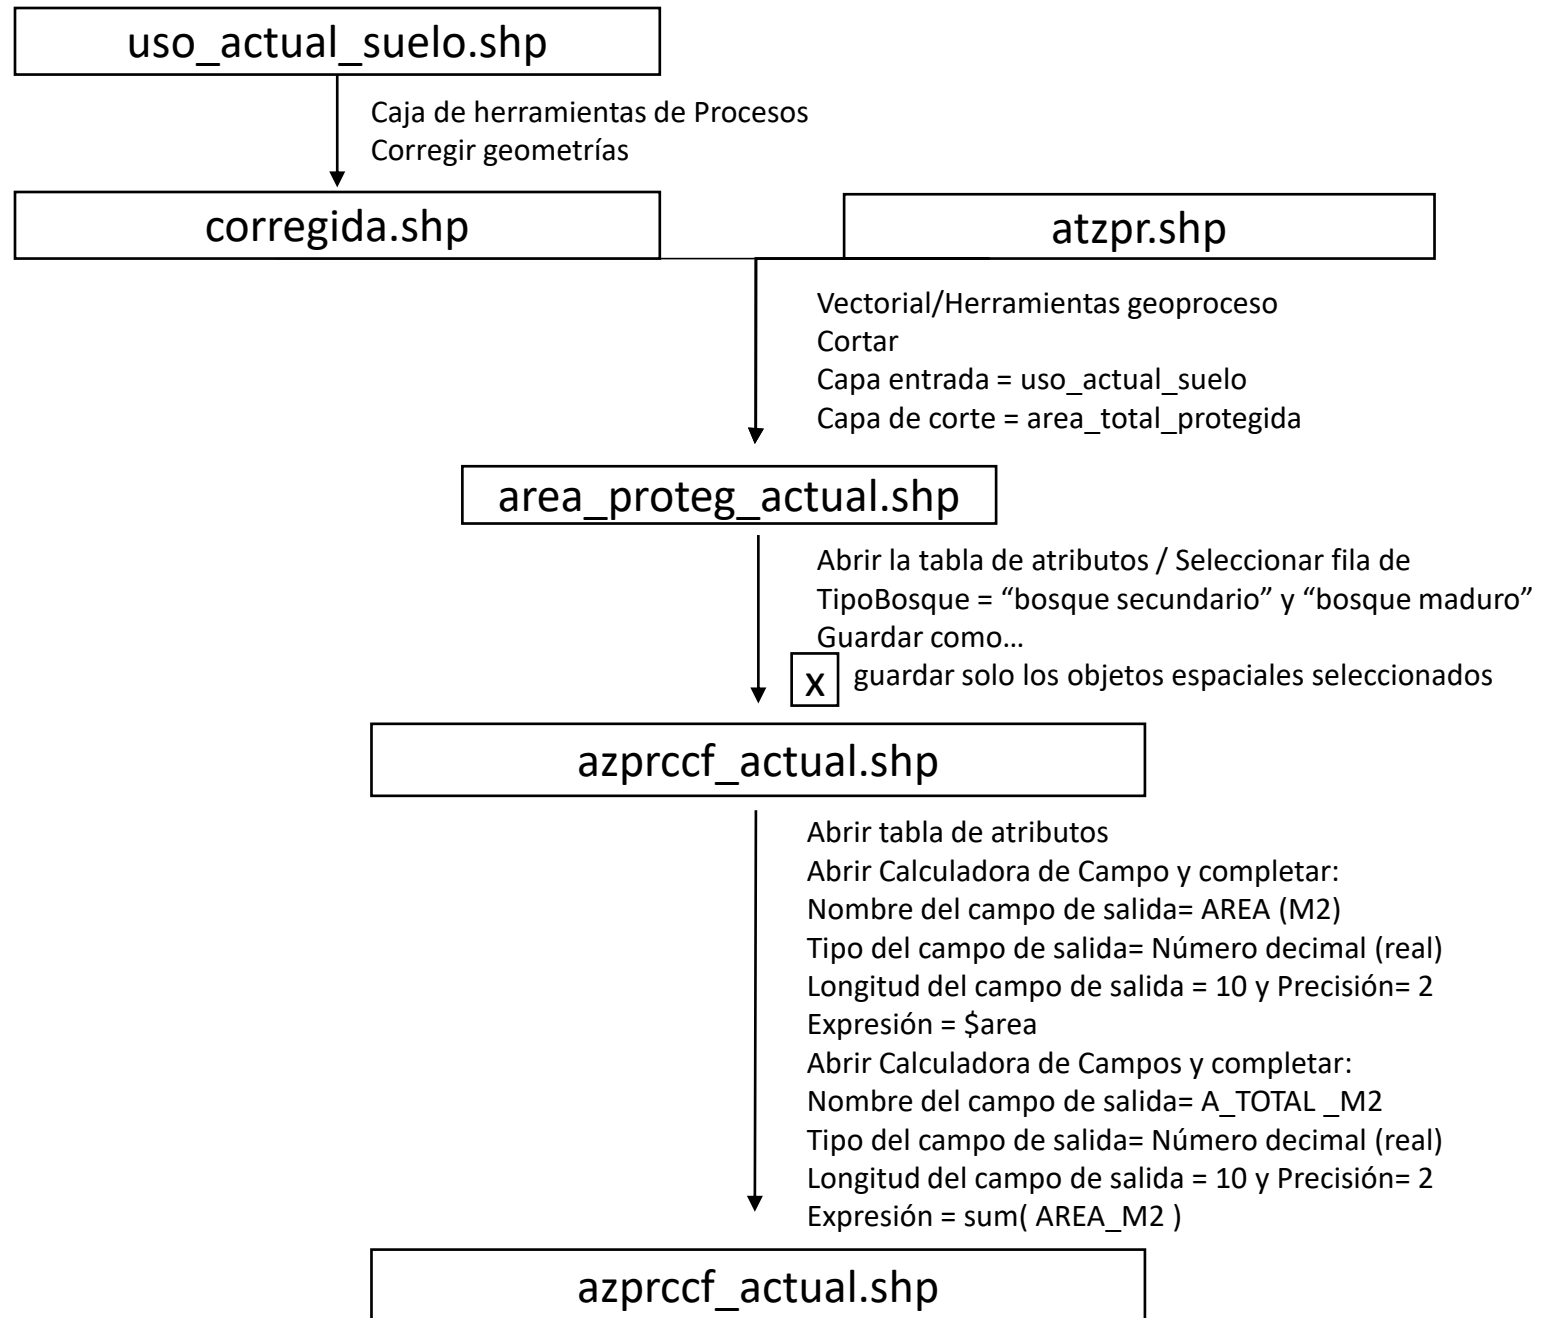 uso_actual_suelo.shp
Caja de herramientas de Procesos
Corregir geometrías
corregida.shp
atzpr.shp
Vectorial/Herramientas geoproceso
Cortar
Capa entrada = uso_actual_suelo
Capa de corte = area_total_protegida
area_proteg_actual.shp
Abrir la tabla de atributos / Seleccionar fila de
TipoBosque = “bosque secundario” y “bosque maduro”
Guardar como…
x guardar solo los objetos espaciales seleccionados
azprccf_actual.shp
Abrir tabla de atributos
Abrir Calculadora de Campo y completar:
Nombre del campo de salida= AREA (M2)
Tipo del campo de salida= Número decimal (real)
Longitud del campo de salida = 10 y Precisión= 2
Expresión = $area
Abrir Calculadora de Campos y completar:
Nombre del campo de salida= A_TOTAL _M2
Tipo del campo de salida= Número decimal (real)
Longitud del campo de salida = 10 y Precisión= 2
Expresión = sum( AREA_M2 )
azprccf_actual.shp